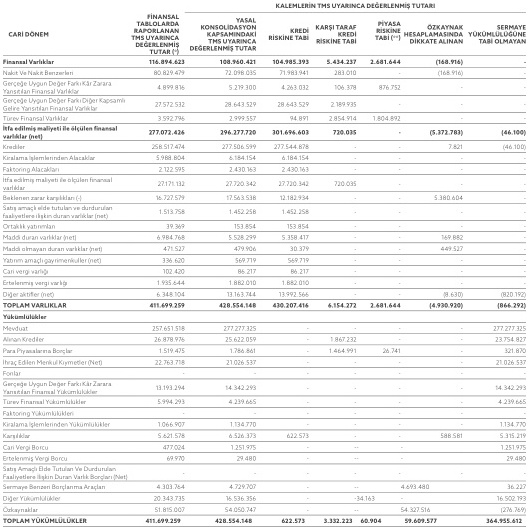 KALEMLERİN TMS UYARINCA DEĞERLENMİŞ TUTARI
CARİ DÖNEM | FİNANSAL TABLOLARDA RAPORLANAN TMS UYARINCA DEĞERLENMİŞ TUTAR (*) | YASAL KONSOLİDASYON KAPSAMINDAKİ TMS UYARINCA DEĞERLENMİŞ TUTAR | KREDİ RİSKİNE TABİ | KARŞI TARAF KREDİ RİSKİNE TABİ | PİYASA RİSKİNE TABİ (**) | ÖZKAYNAK HESAPLAMASINDA DİKKATE ALINAN | SERMAYE YÜKÜMLÜLÜĞÜNE TABİ OLMAYAN
Finansal Varlıklar 116.894.623 108.960.421 104.985.393 5.434.237 2.681.644 (168.916) -
Nakit Ve Nakit Benzerleri 80.829.479 72.098.035 71.983.941 283.010 - (168.916) -
Gerçeğe Uygun Değer Farkı Kâr Zarara
Yansıtılan Finansal Varlıklar 4.899.816 5.219.300 4.263.032 106.378 876.752 - -
Gerçeğe Uygun Değer Farkı Diğer Kapsamlı
Gelire Yansıtılan Finansal Varlıklar 27.572.532 28.643.529 28.643.529 2.189.935 - - -
Türev Finansal Varlıklar 3.592.796 2.999.557 94.891 2.854.914 1.804.892 - -
İtfa edilmiş maliyeti ile ölçülen finansal
varlıklar (net) 277.072.426 296.277.720 301.696.603 720.035 - (5.372.783) (46.100)
Krediler 258.517.474 277.506.599 277.544.878 - - 7.821 (46.100)
Kiralama İşlemlerinden Alacaklar 5.988.804 6.184.154 6.184.154 - - - -
Faktoring Alacakları 2.122.595 2.430.163 2.430.163 - - - -
İtfa edilmiş maliyeti ile ölçülen finansal
varlıklar 27.171.132 27.720.342 27.720.342 720.035 - - -
Beklenen zarar karşılıkları (-) 16.727.579 17.563.538 12.182.934 - - 5.380.604 -
Satış amaçlı elde tutulan ve durdurulan
faaliyetlere ilişkin duran varlıklar (net) 1.513.758 1.452.258 1.452.258 - - - -
Ortaklık yatırımları 39.369 153.854 153.854 - - - -
Maddi duran varlıklar (net) 6.984.768 5.528.299 5.358.417 - - 169.882 -
Maddi olmayan duran varlıklar (net) 471.527 479.906 30.379 - - 449.527 -
Yatırım amaçlı gayrimenkuller (net) 336.620 569.719 569.719 - - - -
Cari vergi varlığı 102.420 86.217 86.217 - - - -
Ertelenmiş vergi varlığı 1.935.644 1.882.010 1.882.010 - - - -
Diğer aktifler (net) 6.348.104 13.163.744 13.992.566 - - (8.630) (820.192)
TOPLAM VARLIKLAR 411.699.259 428.554.148 430.207.416 6.154.272 2.681.644 (4.930.920) (866.292)
Yükümlülükler
Mevduat 257.651.518 277.277.325 - - - - 277.277.325
Alınan Krediler 26.878.976 25.622.059 - 1.867.232 - - 23.754.827
Para Piyasalarına Borçlar 1.519.475 1.786.861 - 1.464.991 26.741 - 321.870
İhraç Edilen Menkul Kıymetler (Net) 22.763.718 21.026.537 - - - - 21.026.537
Fonlar - - - - - - -
Gerçeğe Uygun Değer Farkı Kâr Zarara
Yansıtılan Finansal Yükümlülükler 13.193.294 14.342.293 - - - - 14.342.293
Türev Finansal Yükümlülükler 5.994.293 4.239.665 - - - - 4.239.665
Faktoring Yükümlülükleri - - - - - - -
Kiralama İşlemlerinden Yükümlülükler 1.066.907 1.134.770 - - - - 1.134.770
Karşılıklar 5.621.578 6.526.373 622.573 -- - 588.581 5.315.219
Cari Vergi Borcu 477.024 1.251.975 - -- - - 1.251.975
Ertelenmiş Vergi Borcu 69.970 29.480 - -- - - 29.480
Satış Amaçlı Elde Tutulan Ve Durdurulan
Faaliyetlere İlişkin Duran Varlık Borçları (Net) - - - - - - -
Sermaye Benzeri Borçlanma Araçları 4.303.764 4.729.707 - -- - 4.693.480 36.227
Diğer Yükümlülükler 20.343.735 16.536.356 - -34.163 - - 16.502.193
Özkaynaklar 51.815.007 54.050.747 - -- - 54.327.516 (276.769)
TOPLAM YÜKÜMLÜLÜKLER 411.699.259 428.554.148 622.573 3.332.223 60.904 59.609.577 364.955.612